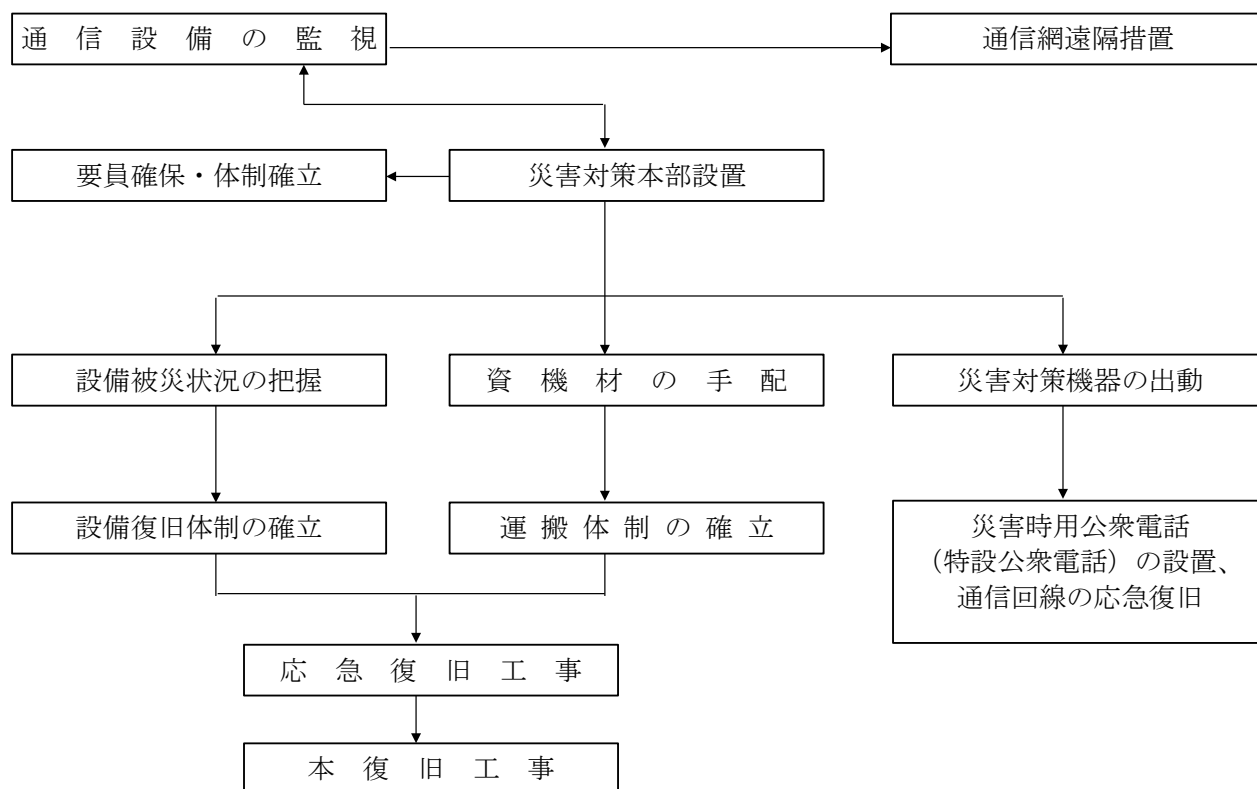 通信設備の監視
通信網遠隔措置
要員確保・体制確立
災害対策本部設置
設備被災状況の把握
資機材の手配
災害対策機器の出動
設備復旧体制の確立
運搬体制の確立
災害時用公衆電話
（特設公衆電話）の設置、
通信回線の応急復旧
応急復旧工事
本復旧工事